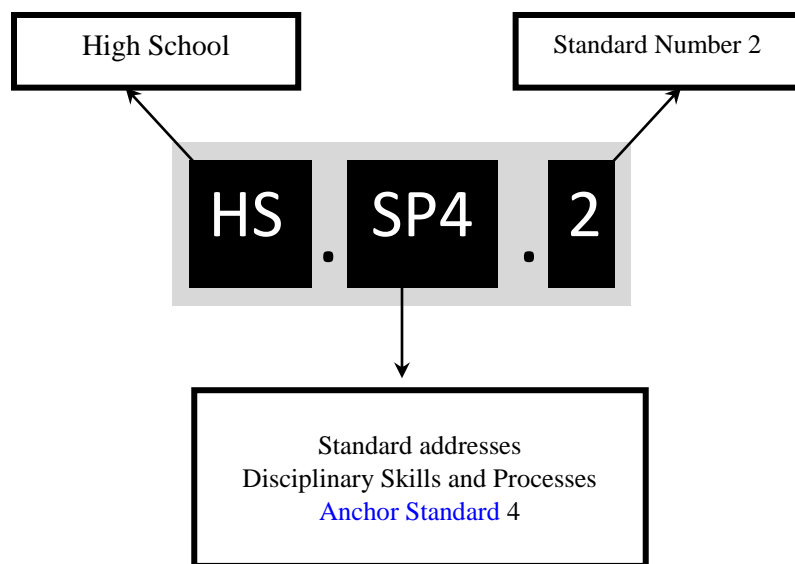 High School
Standard Number 2
HS . SP4 . 2
Standard addresses
Disciplinary Skills and Processes
Anchor Standard 4